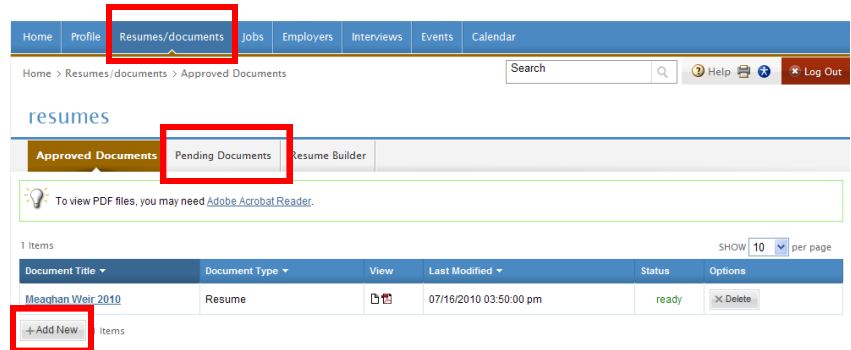 Home Profile Resumes/documents Jobs Employers Interviews Events Calendar
Home > Resumes/documents > Approved Documents Search Help Log Out
resumes
Approved Documents Pending Documents Resume Builder
To view PDF files, you may need Adobe Acrobat Reader.
1 Items SHOW 10 per page
Document Title Document Type View Last Modified Status Options
Meaghan Weir 2010 Resume 07/16/2010 03:50:00 pm ready Delete
+Add New Items